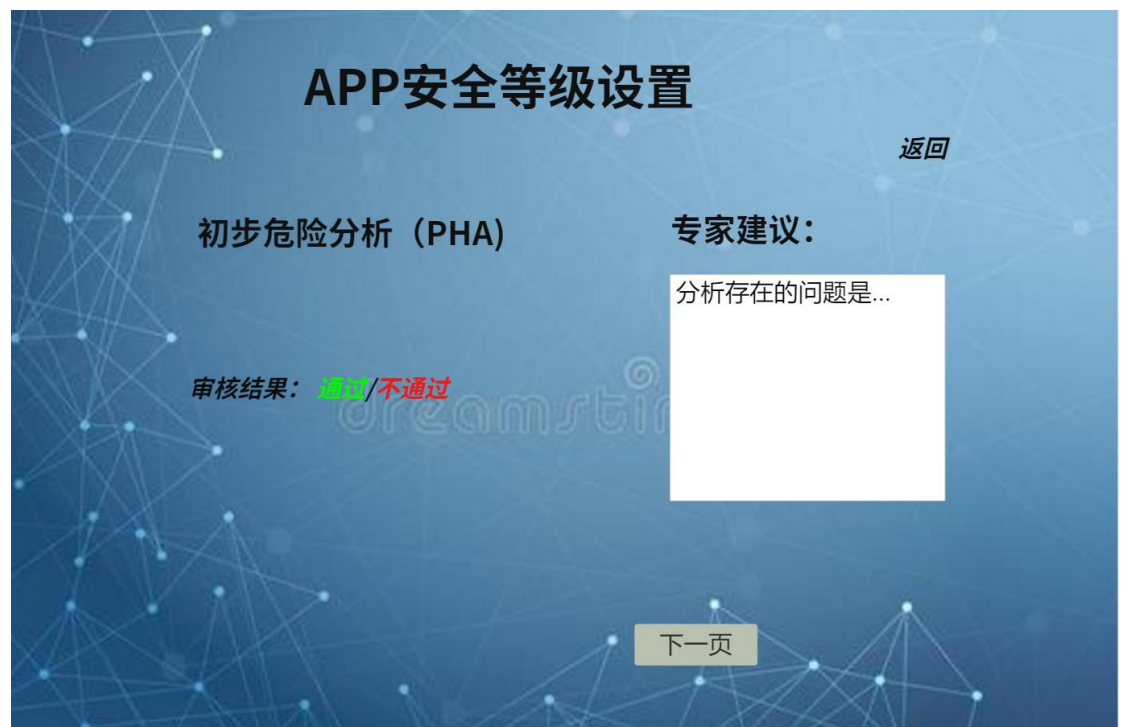 APP安全等级设置
返回
初步危险分析（PHA)
专家建议：
分析存在的问题是...
审核结果： 通过/不通过
dreamsti
下一页